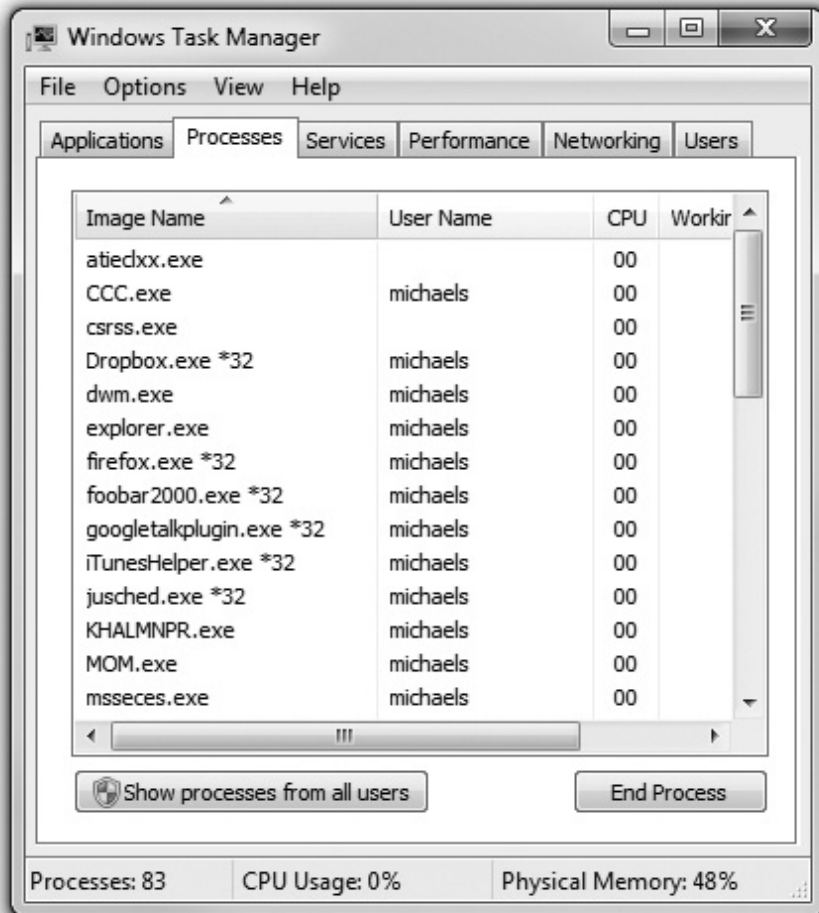 Windows Task Manager
File Options View Help
Applications Processes Services Performance Networking Users
Image Name User Name CPU Workin
atieclxx.exe 00
CCC.exe michaels 00
csrss.exe 00
Dropbox.exe *32 michaels 00
dwm.exe michaels 00
explorer.exe michaels 00
firefox.exe *32 michaels 00
foobar2000.exe *32 michaels 00
googletalkplugin.exe *32 michaels 00
iTunesHelper.exe *32 michaels 00
jusched.exe *32 michaels 00
KHALMNPR.exe michaels 00
MOM.exe michaels 00
msseces.exe michaels 00
Show processes from all users End Process
Processes: 83 CPU Usage: 0% Physical Memory: 48%